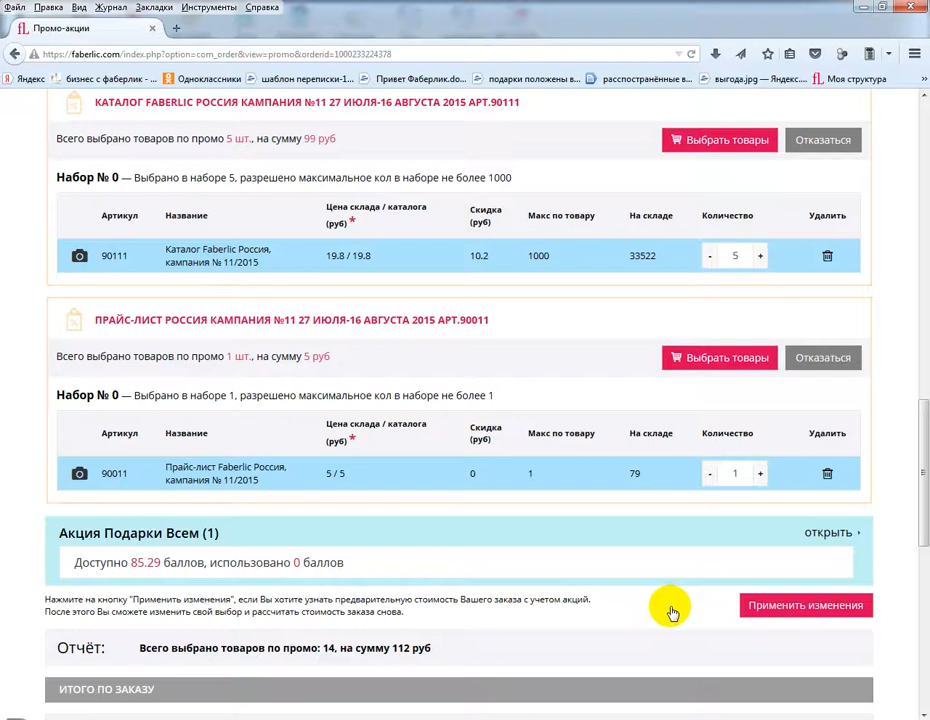 Файл Правка Вид Журнал Закладки Инструменты Справка
fL Промо-акции
https://faberlic.com/index.php?option=com_order&view=promo&orderid=1000233224378
Яндекс бизнес с фаберлик - ... Одноклассники шаблон переписки-1... Привет Фаберлик.do... подарки положены в... распостранённые в... выгода.jpg — Яндекс.... fL Моя структура
КАТАЛОГ FABERLIC РОССИЯ КАМПАНИЯ №11 27 ИЮЛЯ-16 АВГУСТА 2015 АРТ.90111
Всего выбрано товаров по промо 5 шт., на сумму 99 руб Выбрать товары Отказаться
Набор № 0 — Выбрано в наборе 5, разрешено максимальное кол в наборе не более 1000
Артикул Название Цена склада / каталога (руб) * Скидка (руб) Макс по товару На складе Количество Удалить
90111 Каталог Faberlic Россия, кампания № 11/2015 19.8 / 19.8 10.2 1000 33522 - 5 +
ПРАЙС-ЛИСТ РОССИЯ КАМПАНИЯ №11 27 ИЮЛЯ-16 АВГУСТА 2015 АРТ.90011
Всего выбрано товаров по промо 1 шт., на сумму 5 руб Выбрать товары Отказаться
Набор № 0 — Выбрано в наборе 1, разрешено максимальное кол в наборе не более 1
Артикул Название Цена склада / каталога (руб) * Скидка (руб) Макс по товару На складе Количество Удалить
90011 Прайс-лист Faberlic Россия, кампания № 11/2015 5 / 5 0 1 79 - 1 +
Акция Подарки Всем (1) открыть
Доступно 85.29 баллов, использовано 0 баллов
Нажмите на кнопку "Применить изменения", если Вы хотите узнать предварительную стоимость Вашего заказа с учетом акций.
После этого Вы сможете изменить свой выбор и рассчитать стоимость заказа снова.
Применить изменения
Отчёт: Всего выбрано товаров по промо: 14, на сумму 112 руб
ИТОГО ПО ЗАКАЗУ